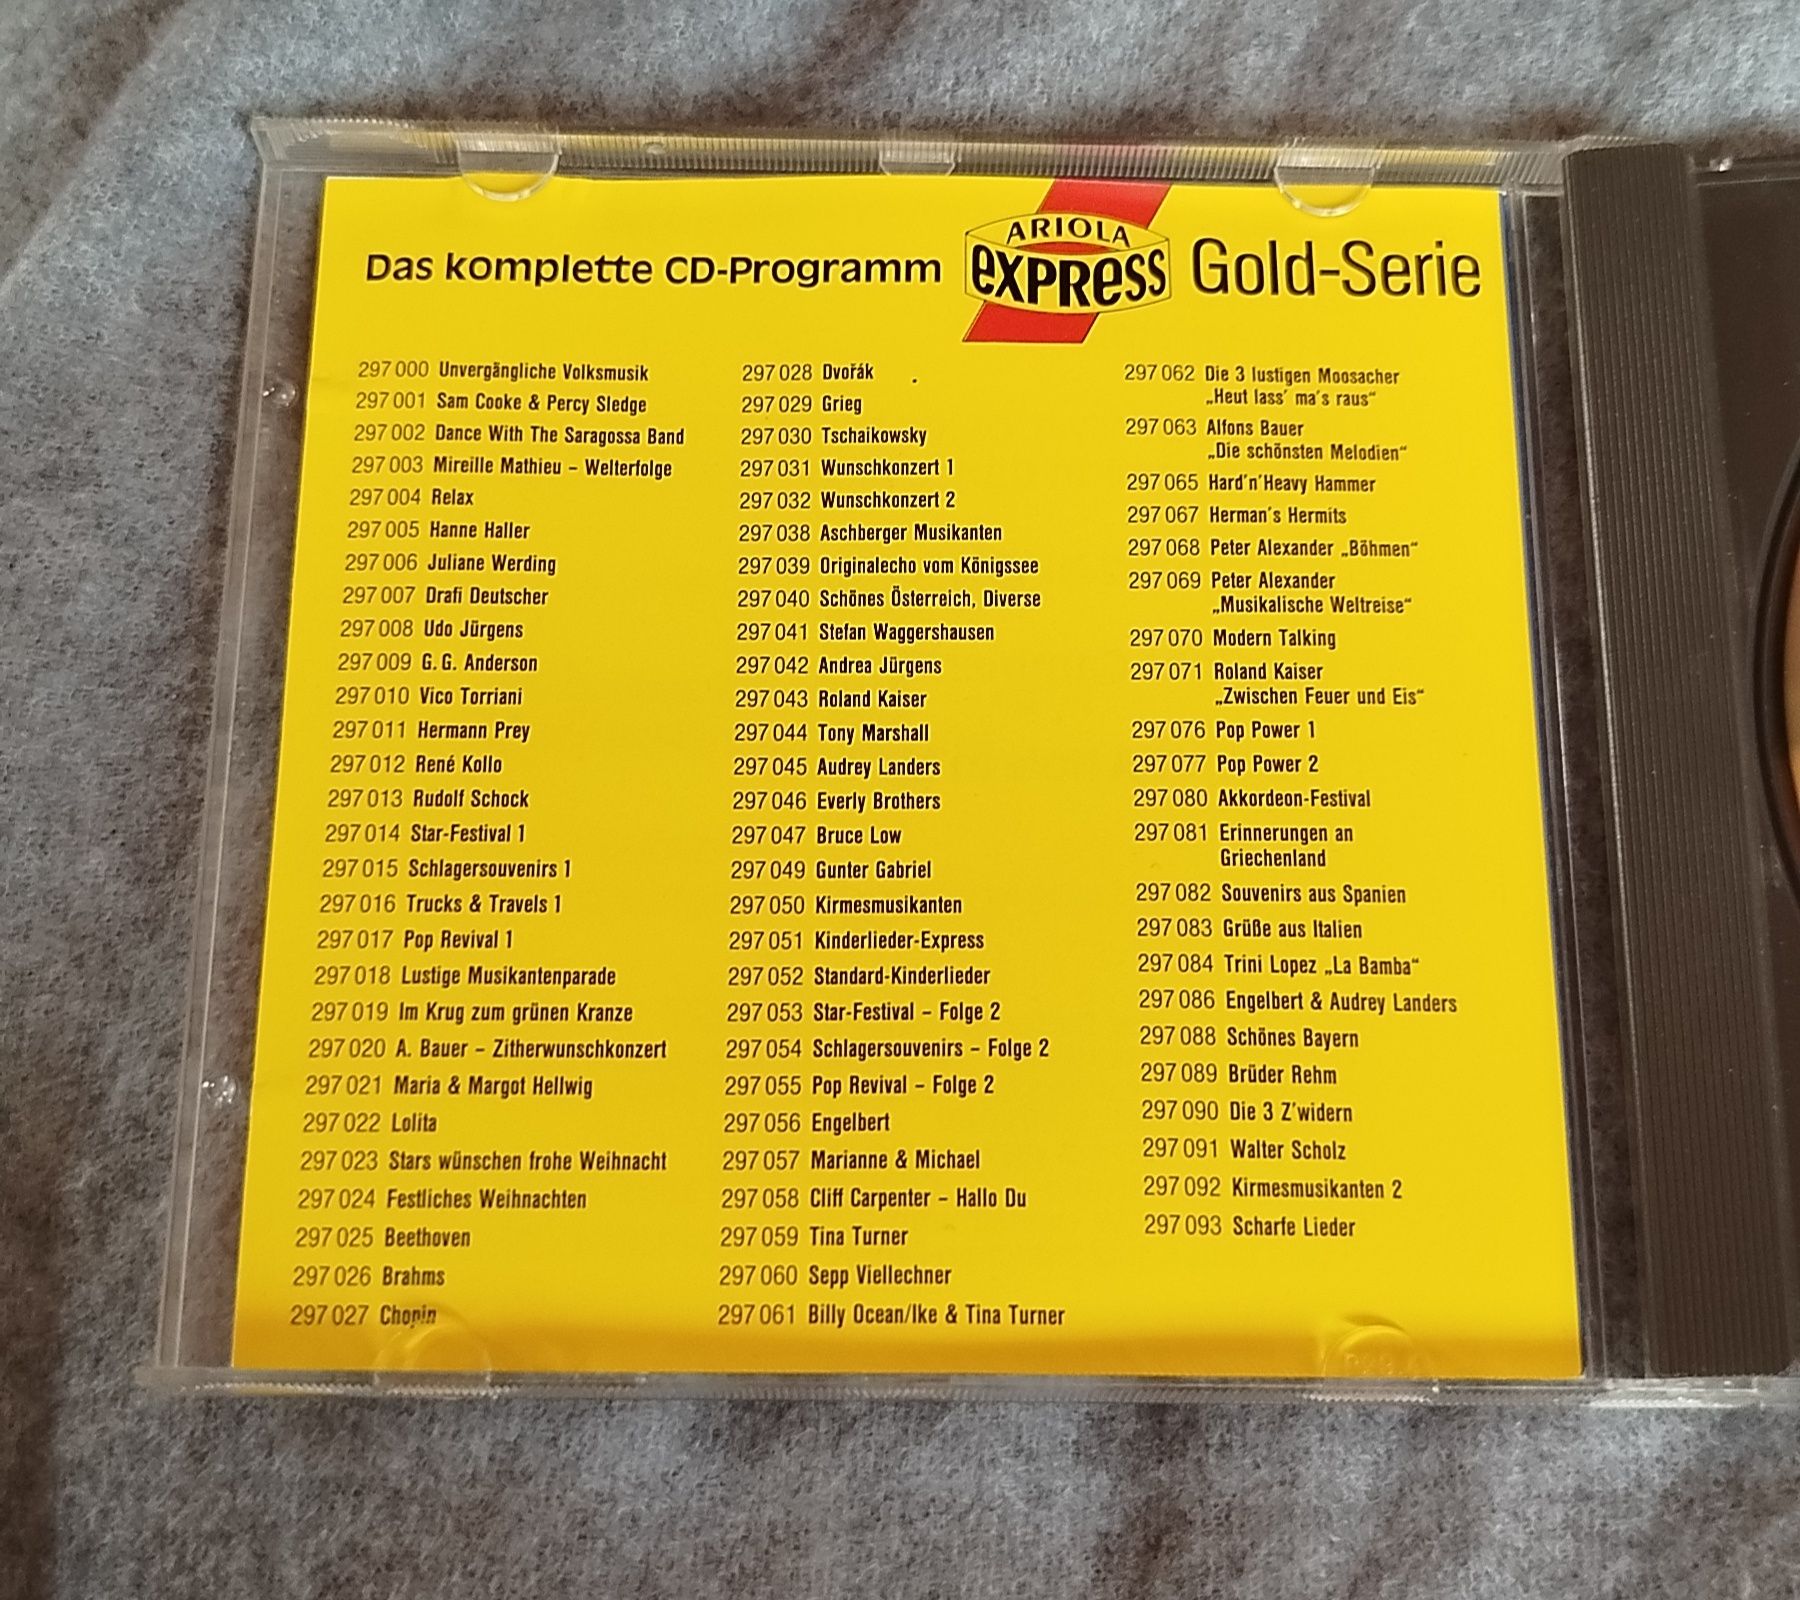 Das komplette CD-Programm ARIOLA EXPRESS Gold-Serie
297 000 Unvergängliche Volksmusik
297 001 Sam Cooke & Percy Sledge
297 002 Dance With The Saragossa Band
297 003 Mireille Mathieu – Welterfolge
297 004 Relax
297 005 Hanne Haller
297 006 Juliane Werding
297 007 Drafi Deutscher
297 008 Udo Jürgens
297 009 G. G. Anderson
297 010 Vico Torriani
297 011 Hermann Prey
297 012 René Kollo
297 013 Rudolf Schock
297 014 Star-Festival 1
297 015 Schlagersouvenirs 1
297 016 Trucks & Travels 1
297 017 Pop Revival 1
297 018 Lustige Musikantenparade
297 019 Im Krug zum grünen Kranze
297 020 A. Bauer – Zitherwunschkonzert
297 021 Maria & Margot Hellwig
297 022 Lolita
297 023 Stars wünschen frohe Weihnacht
297 024 Festliches Weihnachten
297 025 Beethoven
297 026 Brahms
297 027 Chopin
297 028 Dvořák
297 029 Grieg
297 030 Tschaikowsky
297 031 Wunschkonzert 1
297 032 Wunschkonzert 2
297 038 Aschberger Musikanten
297 039 Originalecho vom Königssee
297 040 Schönes Österreich, Diverse
297 041 Stefan Waggershausen
297 042 Andrea Jürgens
297 043 Roland Kaiser
297 044 Tony Marshall
297 045 Audrey Landers
297 046 Everly Brothers
297 047 Bruce Low
297 049 Gunter Gabriel
297 050 Kirmesmusikanten
297 051 Kinderlieder-Express
297 052 Standard-Kinderlieder
297 053 Star-Festival – Folge 2
297 054 Schlagersouvenirs – Folge 2
297 055 Pop Revival – Folge 2
297 056 Engelbert
297 057 Marianne & Michael
297 058 Cliff Carpenter – Hallo Du
297 059 Tina Turner
297 060 Sepp Viellechner
297 061 Billy Ocean/Ike & Tina Turner
297 062 Die 3 lustigen Moosacher
„Heut lass' ma's raus“
297 063 Alfons Bauer
„Die schönsten Melodien“
297 065 Hard'n'Heavy Hammer
297 067 Herman's Hermits
297 068 Peter Alexander „Böhmen“
297 069 Peter Alexander
„Musikalische Weltreise“
297 070 Modern Talking
297 071 Roland Kaiser
„Zwischen Feuer und Eis“
297 076 Pop Power 1
297 077 Pop Power 2
297 080 Akkordeon-Festival
297 081 Erinnerungen an
Griechenland
297 082 Souvenirs aus Spanien
297 083 Grüße aus Italien
297 084 Trini Lopez „La Bamba“
297 086 Engelbert & Audrey Landers
297 088 Schönes Bayern
297 089 Brüder Rehm
297 090 Die 3 Z'widern
297 091 Walter Scholz
297 092 Kirmesmusikanten 2
297 093 Scharfe Lieder